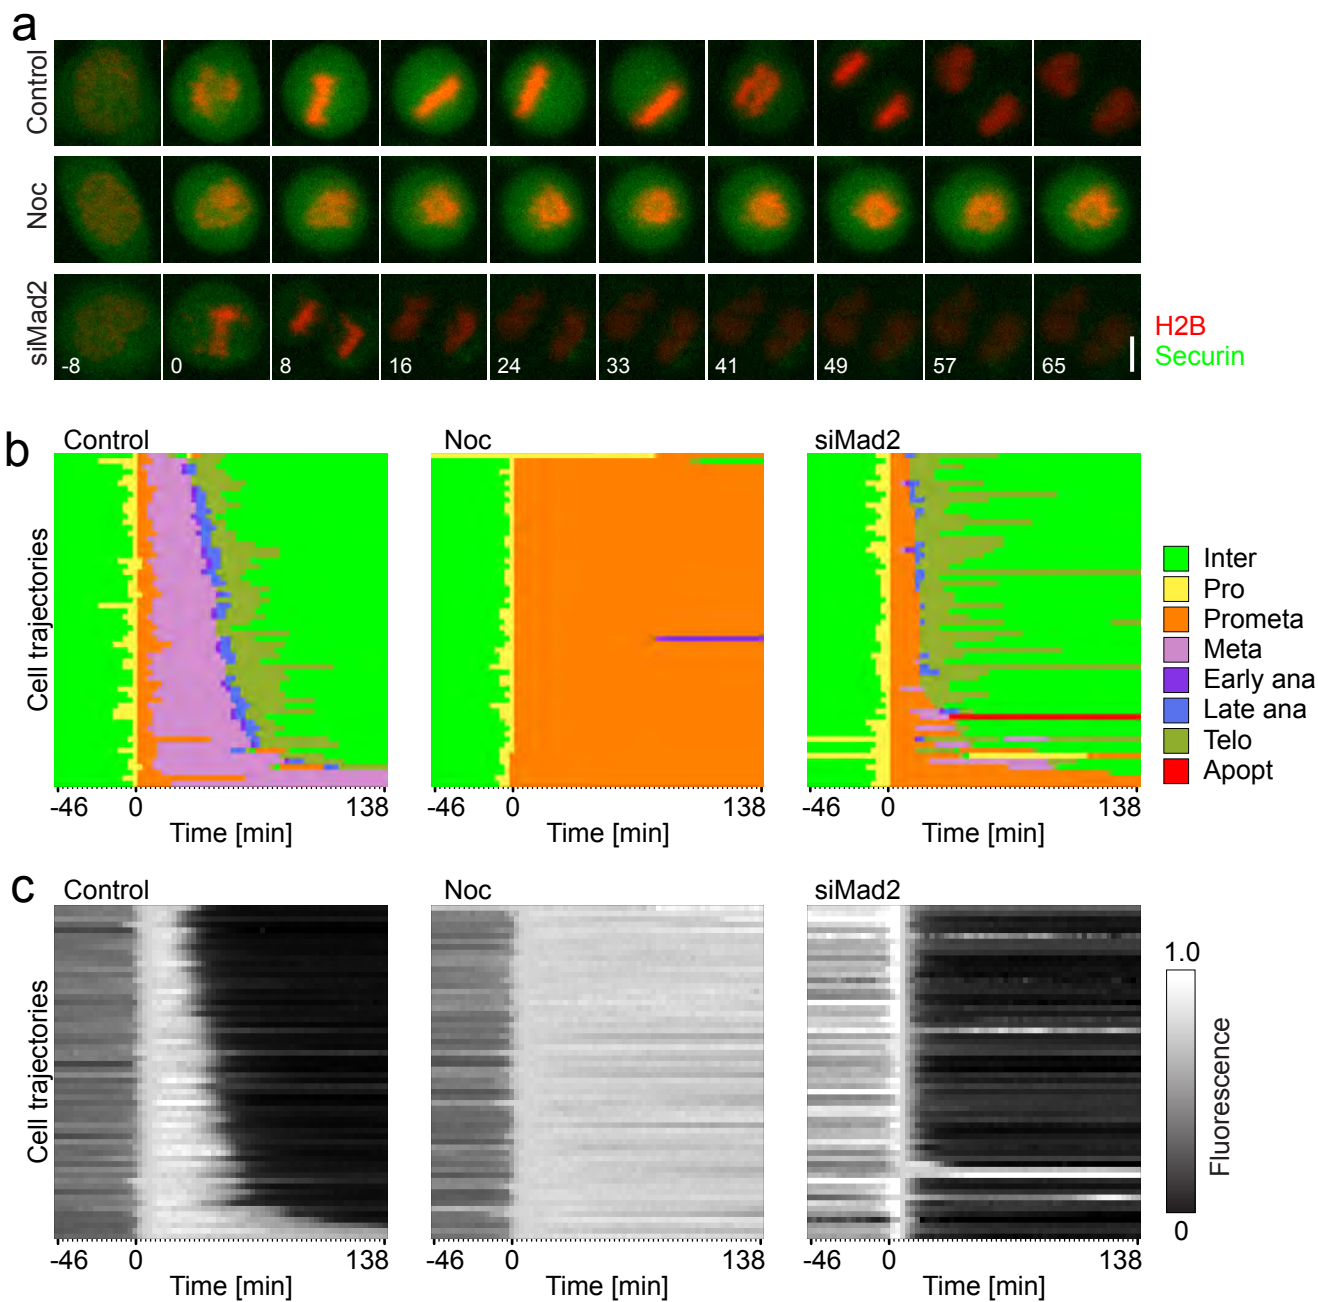 a
Control
Noc
siMad2
-8 0 8 16 24 33 41 49 57 65
H2B
Securin
b
Control Noc siMad2
Cell trajectories
Inter
Pro
Prometa
Meta
Early ana
Late ana
Telo
Apopt
-46 0 138 -46 0 138 -46 0 138
Time [min] Time [min] Time [min]
c
Control Noc siMad2
Cell trajectories
1.0
Fluorescence
0
-46 0 138 -46 0 138 -46 0 138
Time [min] Time [min] Time [min]